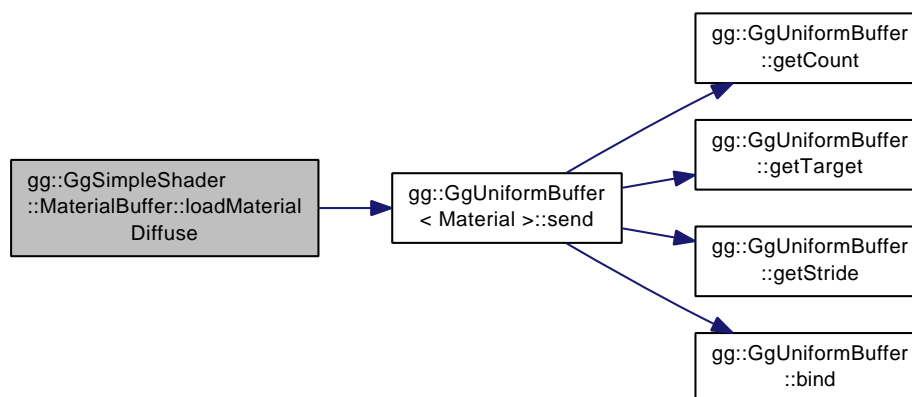 gg::GgSimpleShader
::MaterialBuffer::loadMaterial
Diffuse
gg::GgUniformBuffer
< Material >::send
gg::GgUniformBuffer
::getCount
gg::GgUniformBuffer
::getTarget
gg::GgUniformBuffer
::getStride
gg::GgUniformBuffer
::bind